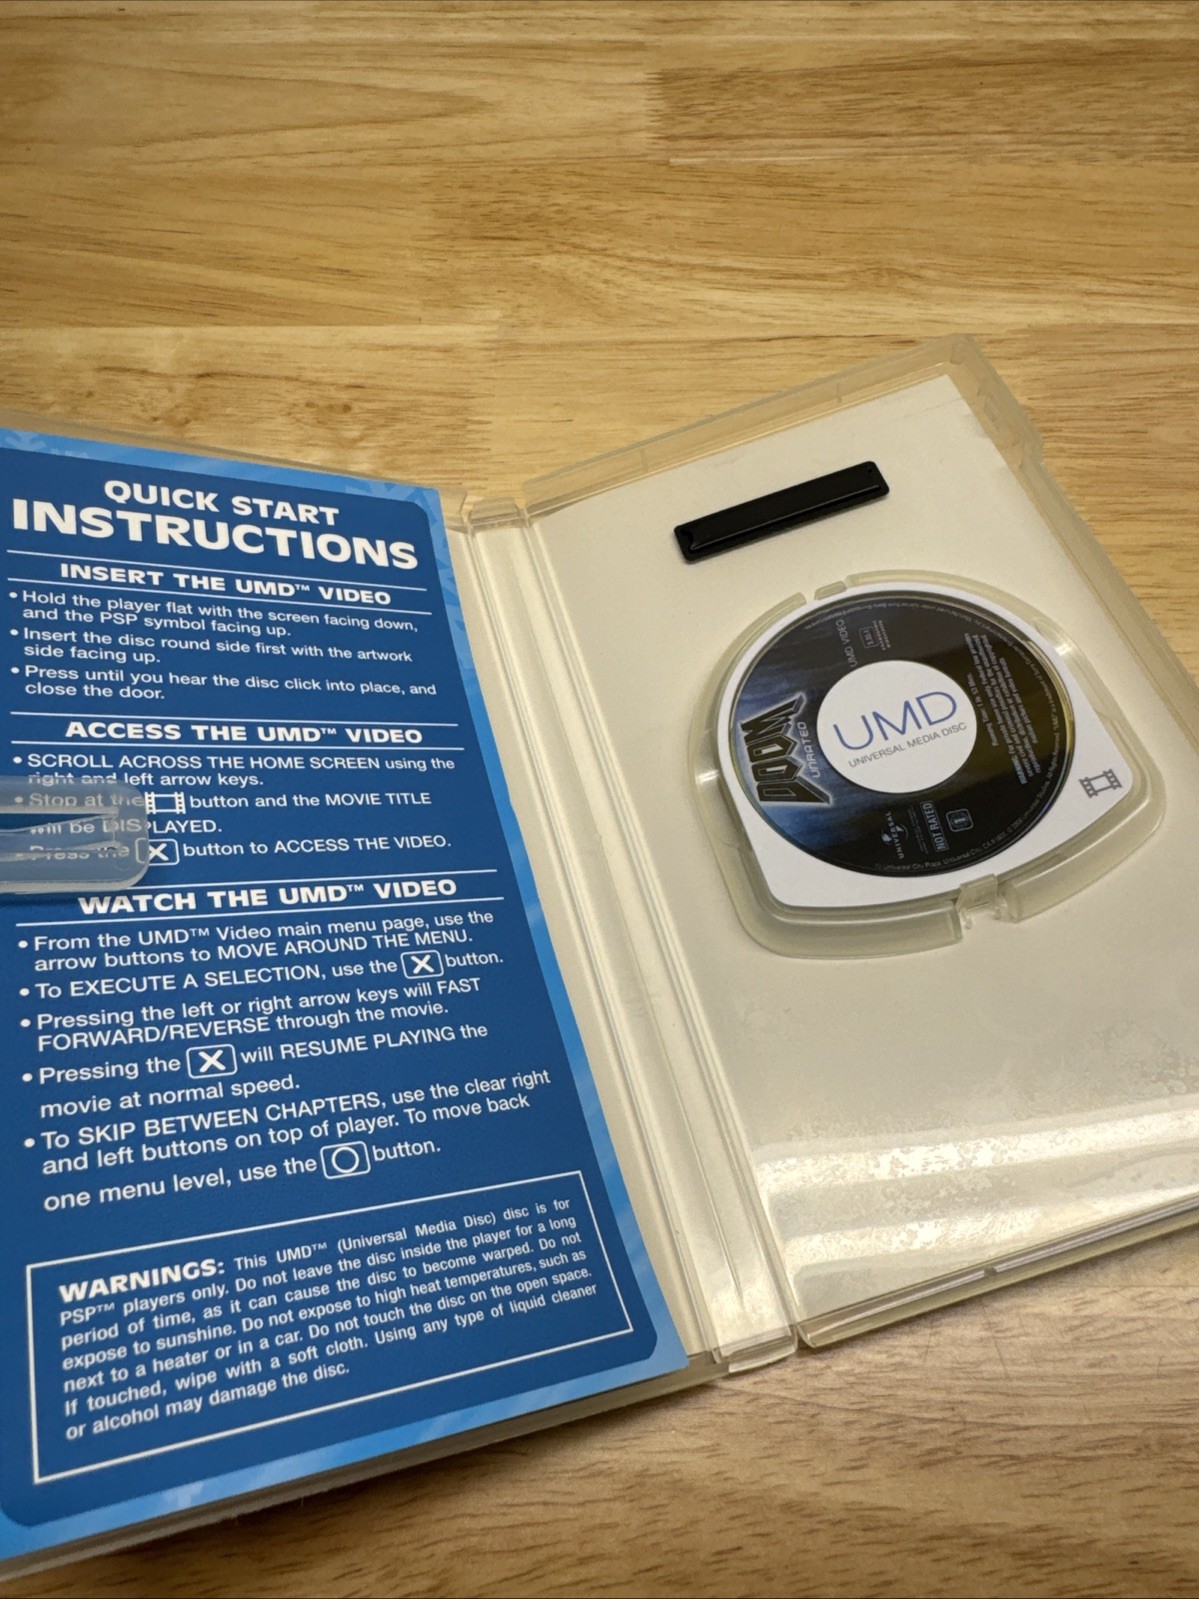 QUICK START
INSTRUCTIONS
INSERT THE UMD™ VIDEO
• Hold the player flat with the screen facing down,
and the PSP symbol facing up.
• Insert the disc round side first with the artwork
side facing up.
• Press until you hear the disc click into place, and
close the door.
ACCESS THE UMD™ VIDEO
• SCROLL ACROSS THE HOME SCREEN using the
right and left arrow keys.
• Stop at the button and the MOVIE TITLE
will be DISPLAYED.
• Press the X button to ACCESS THE VIDEO.
WATCH THE UMD™ VIDEO
• From the UMD™ Video main menu page, use the
arrow buttons to MOVE AROUND THE MENU.
• To EXECUTE A SELECTION, use the X button.
• Pressing the left or right arrow keys will FAST
FORWARD/REVERSE through the movie.
• Pressing the X will RESUME PLAYING the
movie at normal speed.
• To SKIP BETWEEN CHAPTERS, use the clear right
and left buttons on top of player. To move back
one menu level, use the O button.
WARNINGS: This UMD™ (Universal Media Disc) disc is for
PSP™ players only. Do not leave the disc inside the player for a long
period of time, as it can cause the disc to become warped. Do not
expose to sunshine. Do not expose to high heat temperatures, such as
next to a heater or in a car. Do not touch the disc on the open space.
If touched, wipe with a soft cloth. Using any type of liquid cleaner
or alcohol may damage the disc.
UMD VIDEO
DOOM
UNRATED
UMD
UNIVERSAL MEDIA DISC
UNIVERSAL
NOT RATED
1